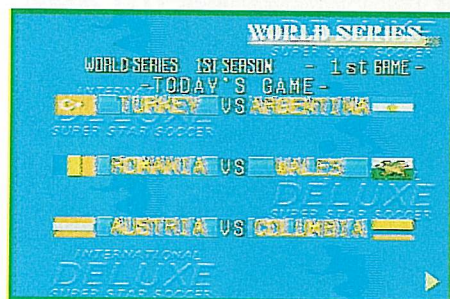 WORLD SERIES
SUPER STAR SOCCER
WORLD SERIES 1ST SEASON - 1st GAME -
-TODAY'S GAME-
INTERNATIONAL
DELUXE
TURKEY VS ARGENTINA
SUPER STAR SOCCER
ROMANIA VS WALES
DELUXE
SUPER STAR SOCCER
AUSTRIA VS COLUMBIA
INTERNATIONAL
DELUXE
SUPER STAR SOCCER